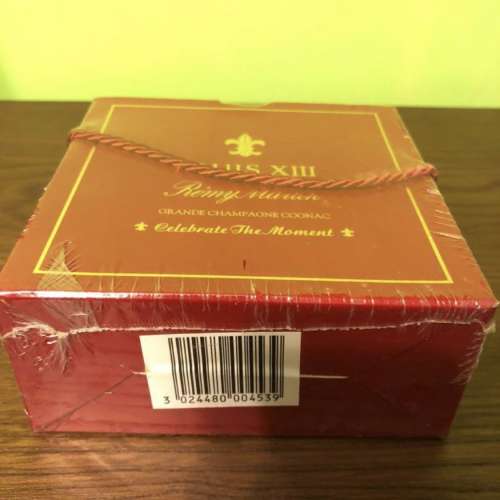 XIII
Rémy Martin
GRANDE CHAMPAGNE COGNAC
Celebrate The Moment
3 024480 004539